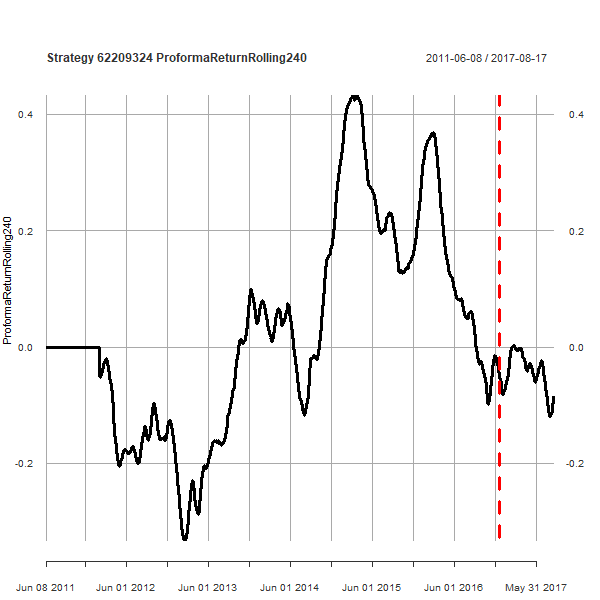 Strategy 62209324 ProformaReturnRolling240
2011-06-08 / 2017-08-17
ProformaReturnRolling240
0.4
0.4
0.2
0.2
0.0
0.0
-0.2
-0.2
Jun 08 2011
Jun 01 2012
Jun 01 2013
Jun 01 2014
Jun 01 2015
Jun 01 2016
May 31 2017